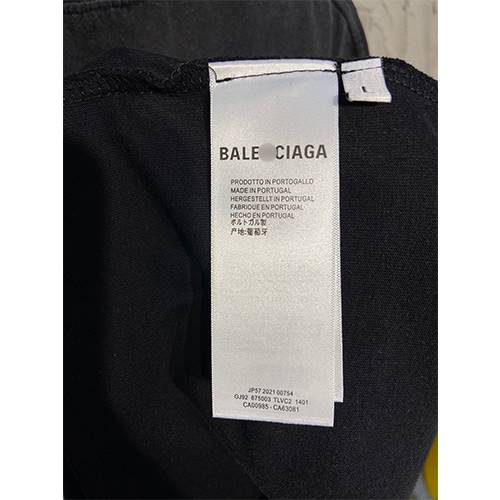 L
BALE CIAGA
PRODOTTO IN PORTOGALLO
MADE IN PORTUGAL
HERGESTELLT IN PORTUGAL
FABRIQUE EN PORTUGAL
HECHO EN PORTUGAL
ポルトガル製
产地:葡萄牙
JP57 2021 00754
OJ92 675003 TLVC2 1401
CA00985 - CA63081